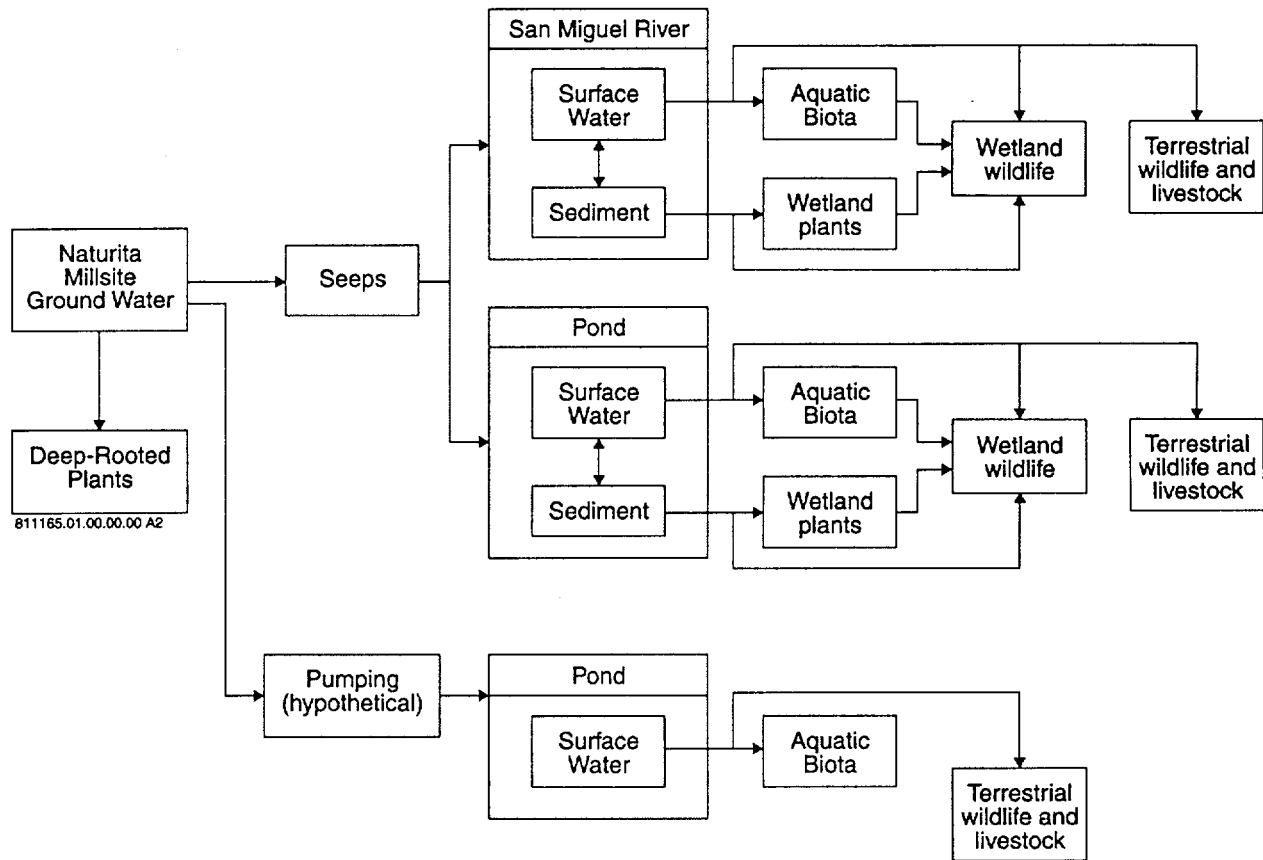 San Miguel River
Surface
Water
Aquatic
Biota
Wetland
wildlife
Terrestrial
wildlife and
livestock
Sediment
Wetland
plants
Naturita
Millsite
Ground Water
Seeps
Pond
Surface
Water
Aquatic
Biota
Wetland
wildlife
Terrestrial
wildlife and
livestock
Sediment
Wetland
plants
Deep-Rooted
Plants
811165.01.00.00.00 A2
Pumping
(hypothetical)
Pond
Surface
Water
Aquatic
Biota
Terrestrial
wildlife and
livestock